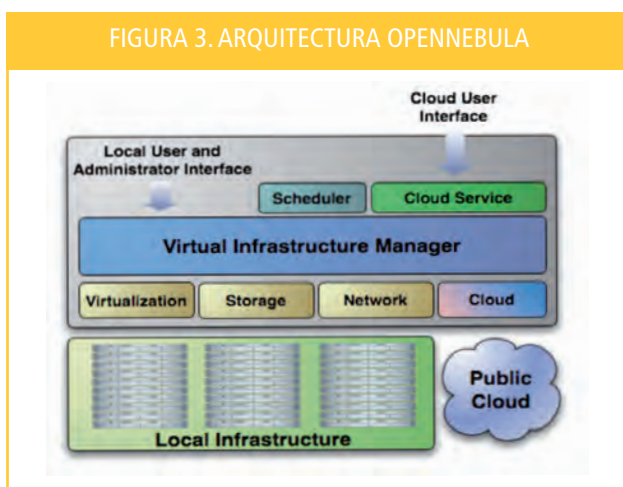 FIGURA 3. ARQUITECTURA OPENNEBULA
Cloud User
Interface
Local User and
Administrator Interface
Scheduler
Cloud Service
Virtual Infrastructure Manager
Virtualization
Storage
Network
Cloud
Public
Cloud
Local Infrastructure